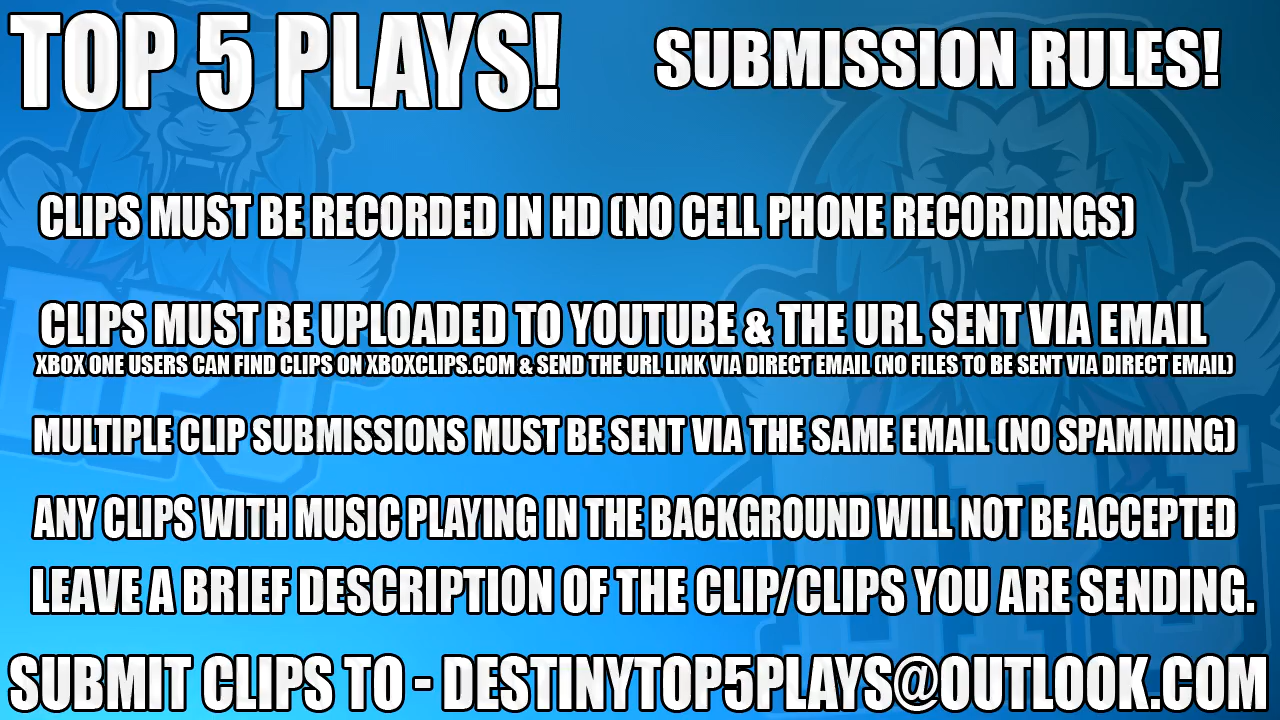 TOP 5 PLAYS!
SUBMISSION RULES!
CLIPS MUST BE RECORDED IN HD (NO CELL PHONE RECORDINGS)
CLIPS MUST BE UPLOADED TO YOUTUBE & THE URL SENT VIA EMAIL
XBOX ONE USERS CAN FIND CLIPS ON XBOXCLIPS.COM & SEND THE URL LINK VIA DIRECT EMAIL (NO FILES TO BE SENT VIA DIRECT EMAIL)
MULTIPLE CLIP SUBMISSIONS MUST BE SENT VIA THE SAME EMAIL (NO SPAMMING)
ANY CLIPS WITH MUSIC PLAYING IN THE BACKGROUND WILL NOT BE ACCEPTED
LEAVE A BRIEF DESCRIPTION OF THE CLIP/CLIPS YOU ARE SENDING.
SUBMIT CLIPS TO - DESTINYTOP5PLAYS@OUTLOOK.COM